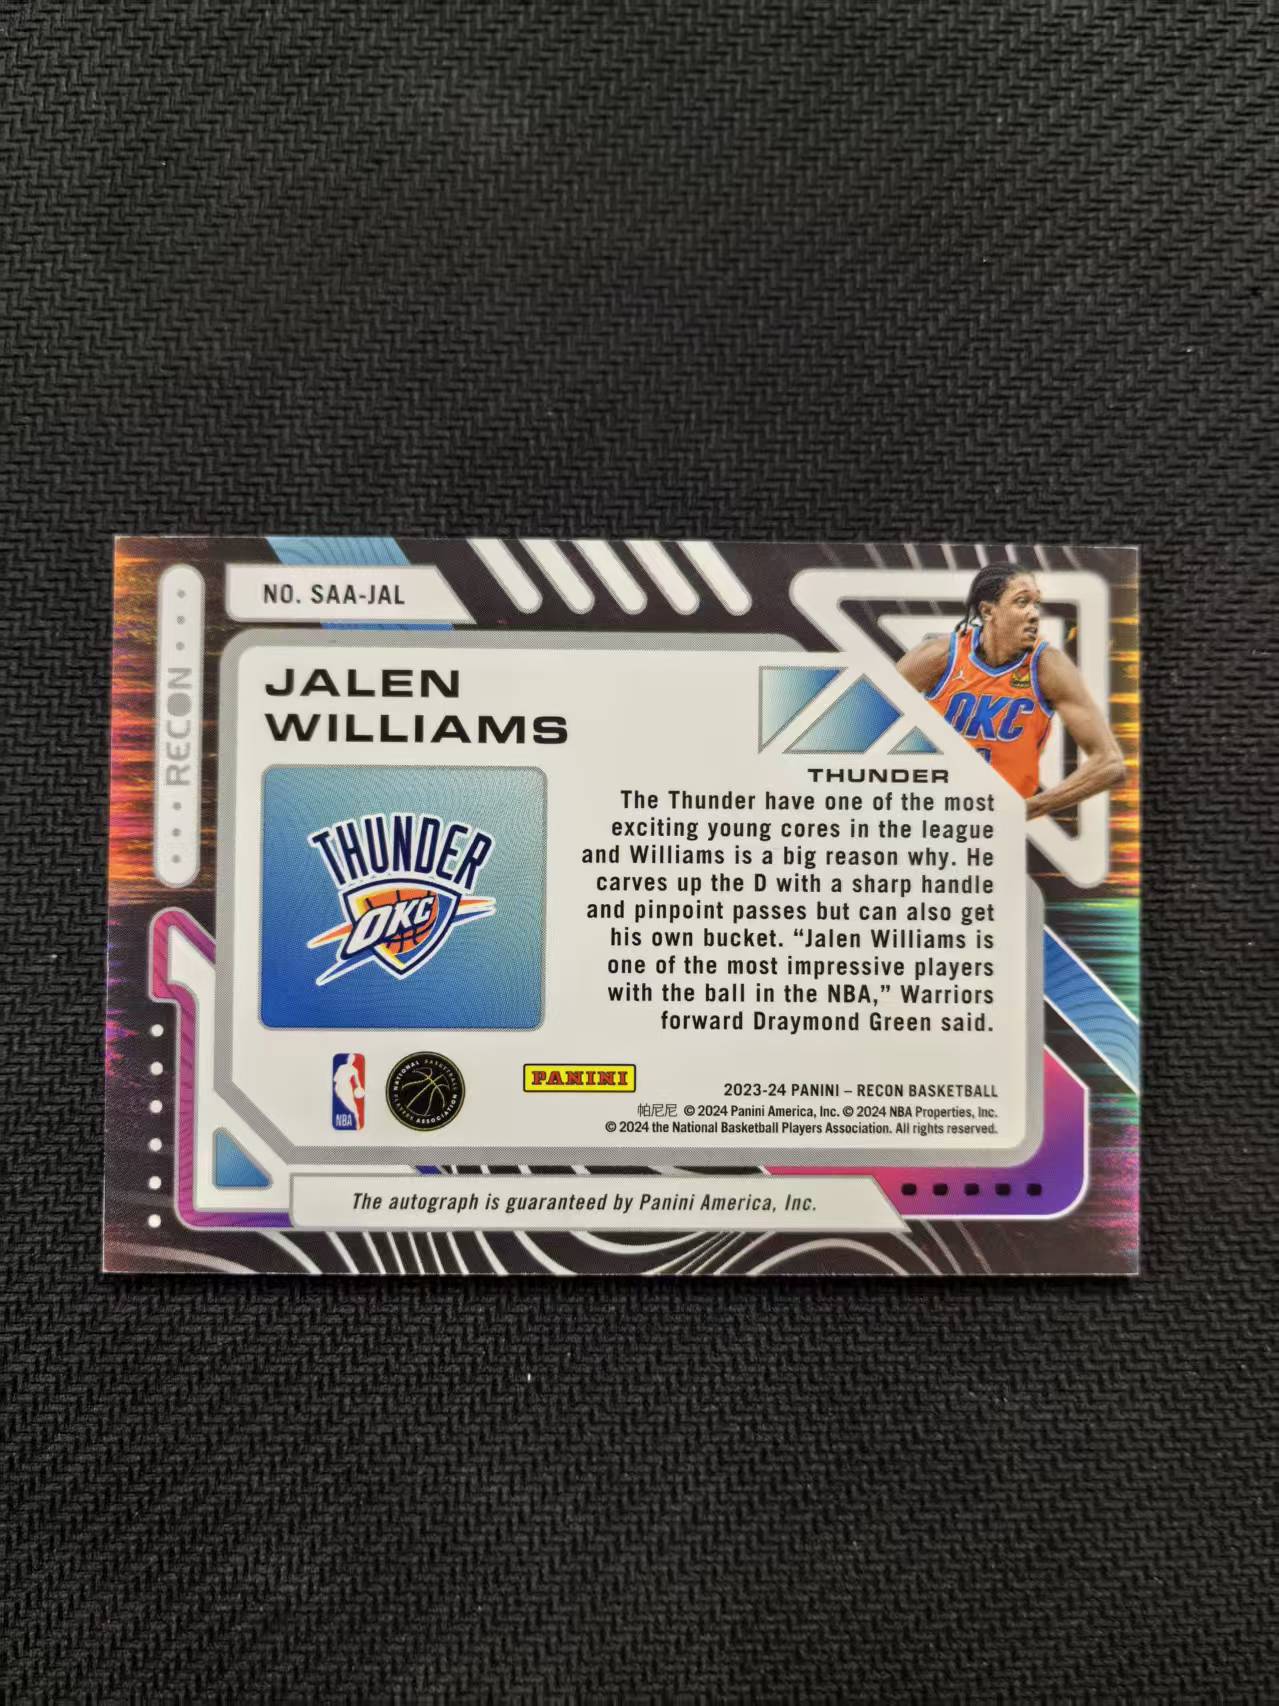 NO. SAA-JAL
RECON
JALEN
WILLIAMS
OKC
THUNDER
The Thunder have one of the most
exciting young cores in the league
and Williams is a big reason why. He
carves up the D with a sharp handle
and pinpoint passes but can also get
his own bucket. “Jalen Williams is
one of the most impressive players
with the ball in the NBA,” Warriors
forward Draymond Green said.
THUNDER
OKC
NBA
NATIONAL BASKETBALL
PLAYERS ASSOCIATION
PANINI
2023-24 PANINI – RECON BASKETBALL
帕尼尼 © 2024 Panini America, Inc. © 2024 NBA Properties, Inc.
© 2024 the National Basketball Players Association. All rights reserved.
The autograph is guaranteed by Panini America, Inc.